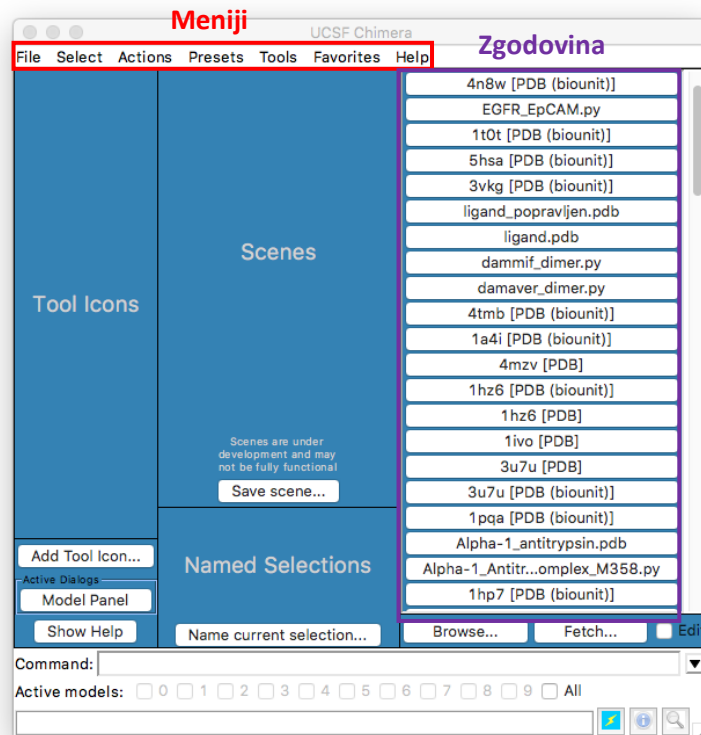 Meniji
UCSF Chimera
Zgodovina
File Select Actions Presets Tools Favorites Help
4n8w [PDB (biounit)]
EGFR_EpCAM.py
1t0t [PDB (biounit)]
5hsa [PDB (biounit)]
3vkg [PDB (biounit)]
ligand_popravljen.pdb
ligand.pdb
dammif_dimer.py
damaver_dimer.py
4tmb [PDB (biounit)]
1a4i [PDB (biounit)]
4mzv [PDB]
1hz6 [PDB (biounit)]
1hz6 [PDB]
1ivo [PDB]
3u7u [PDB]
3u7u [PDB (biounit)]
1pqa [PDB (biounit)]
Alpha-1_antitrypsin.pdb
Alpha-1_Antitr...omplex_M358.py
1hp7 [PDB (biounit)]
Tool Icons
Scenes
Scenes are under
development and may
not be fully functional
Save scene...
Add Tool Icon...
Active Dialogs
Model Panel
Show Help
Named Selections
Name current selection...
Browse... Fetch... Edi
Command:
Active models: 0 1 2 3 4 5 6 7 8 9 All